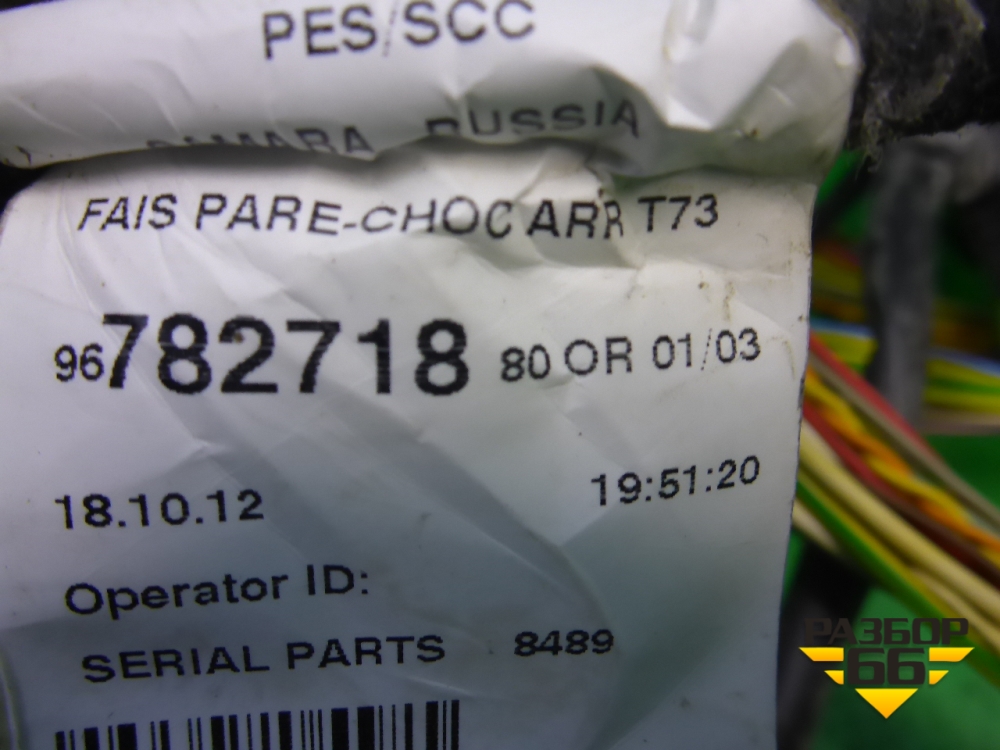 PES/SCC
SAMARA RUSSIA
FAIS PARE-CHOC ARR T73
96782718 80 OR 01/03
18.10.12 19:51:20
Operator ID:
SERIAL PARTS 8489
РАЗБОР
66